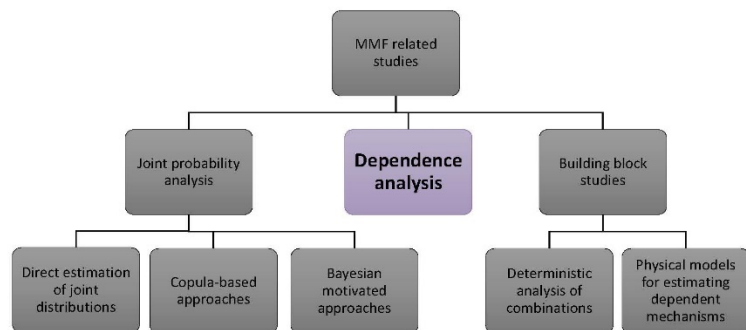 MMF related
studies
Joint probability
analysis
Dependence
analysis
Building block
studies
Direct estimation
of joint
distributions
Copula-based
approaches
Bayesian
motivated
approaches
Deterministic
analysis of
combinations
Physical models
for estimating
dependent
mechanisms